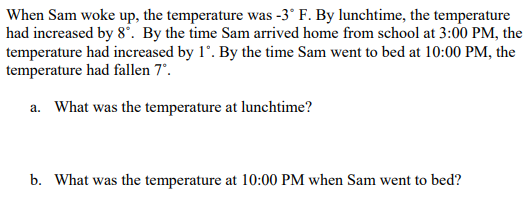 When Sam woke up, the temperature was -3˚ F. By lunchtime, the temperature
had increased by 8˚.  By the time Sam arrived home from school at 3:00 PM, the
temperature had increased by 1˚. By the time Sam went to bed at 10:00 PM, the
temperature had fallen 7˚.
a. What was the temperature at lunchtime?
b. What was the temperature at 10:00 PM when Sam went to bed?